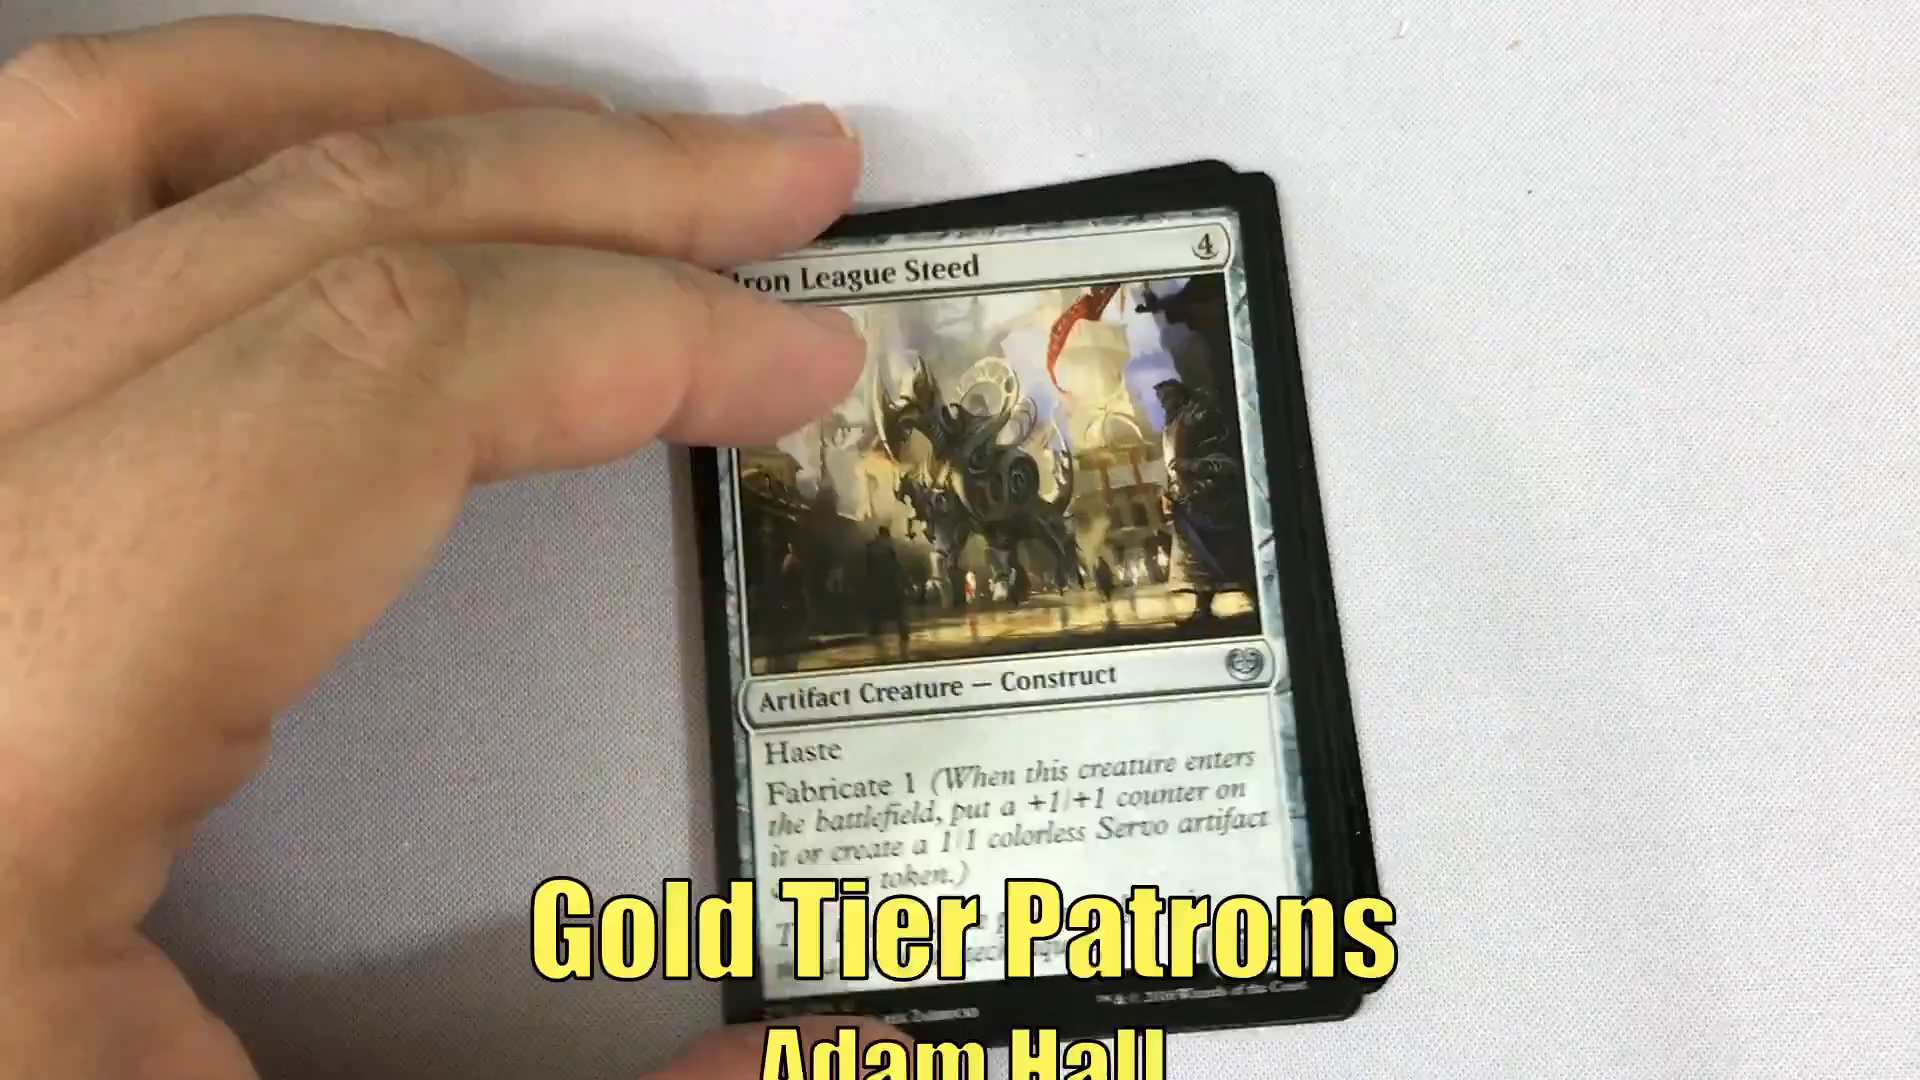 Iron League Steed 4
Artifact Creature — Construct
Haste
Fabricate 1 (When this creature enters
the battlefield, put a +1/+1 counter on
it or create a 1/1 colorless Servo artifact
token.)
Gold Tier Patrons
Adam Hall